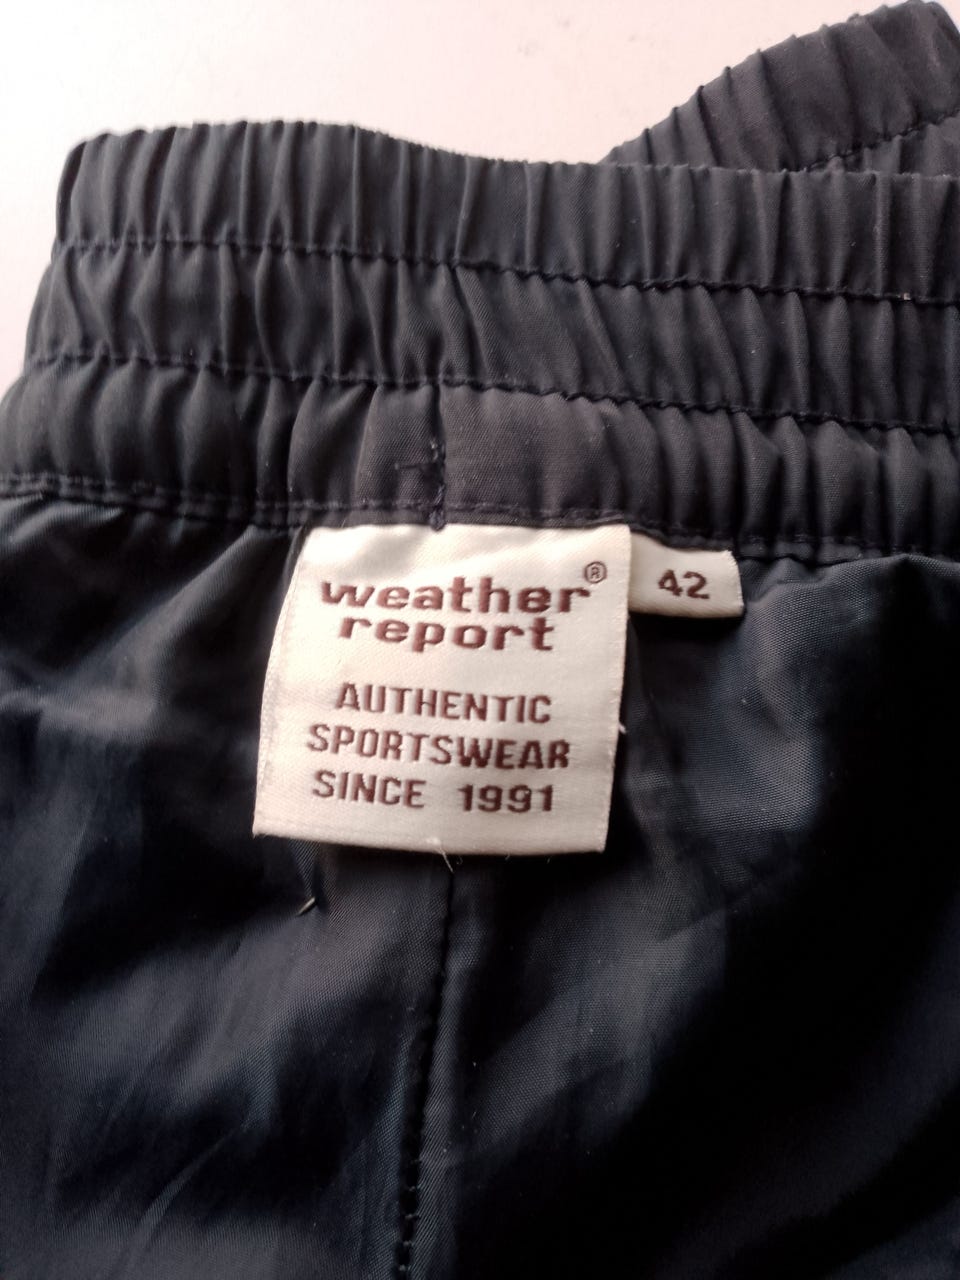 weather®
report
AUTHENTIC
SPORTSWEAR
SINCE 1991
42